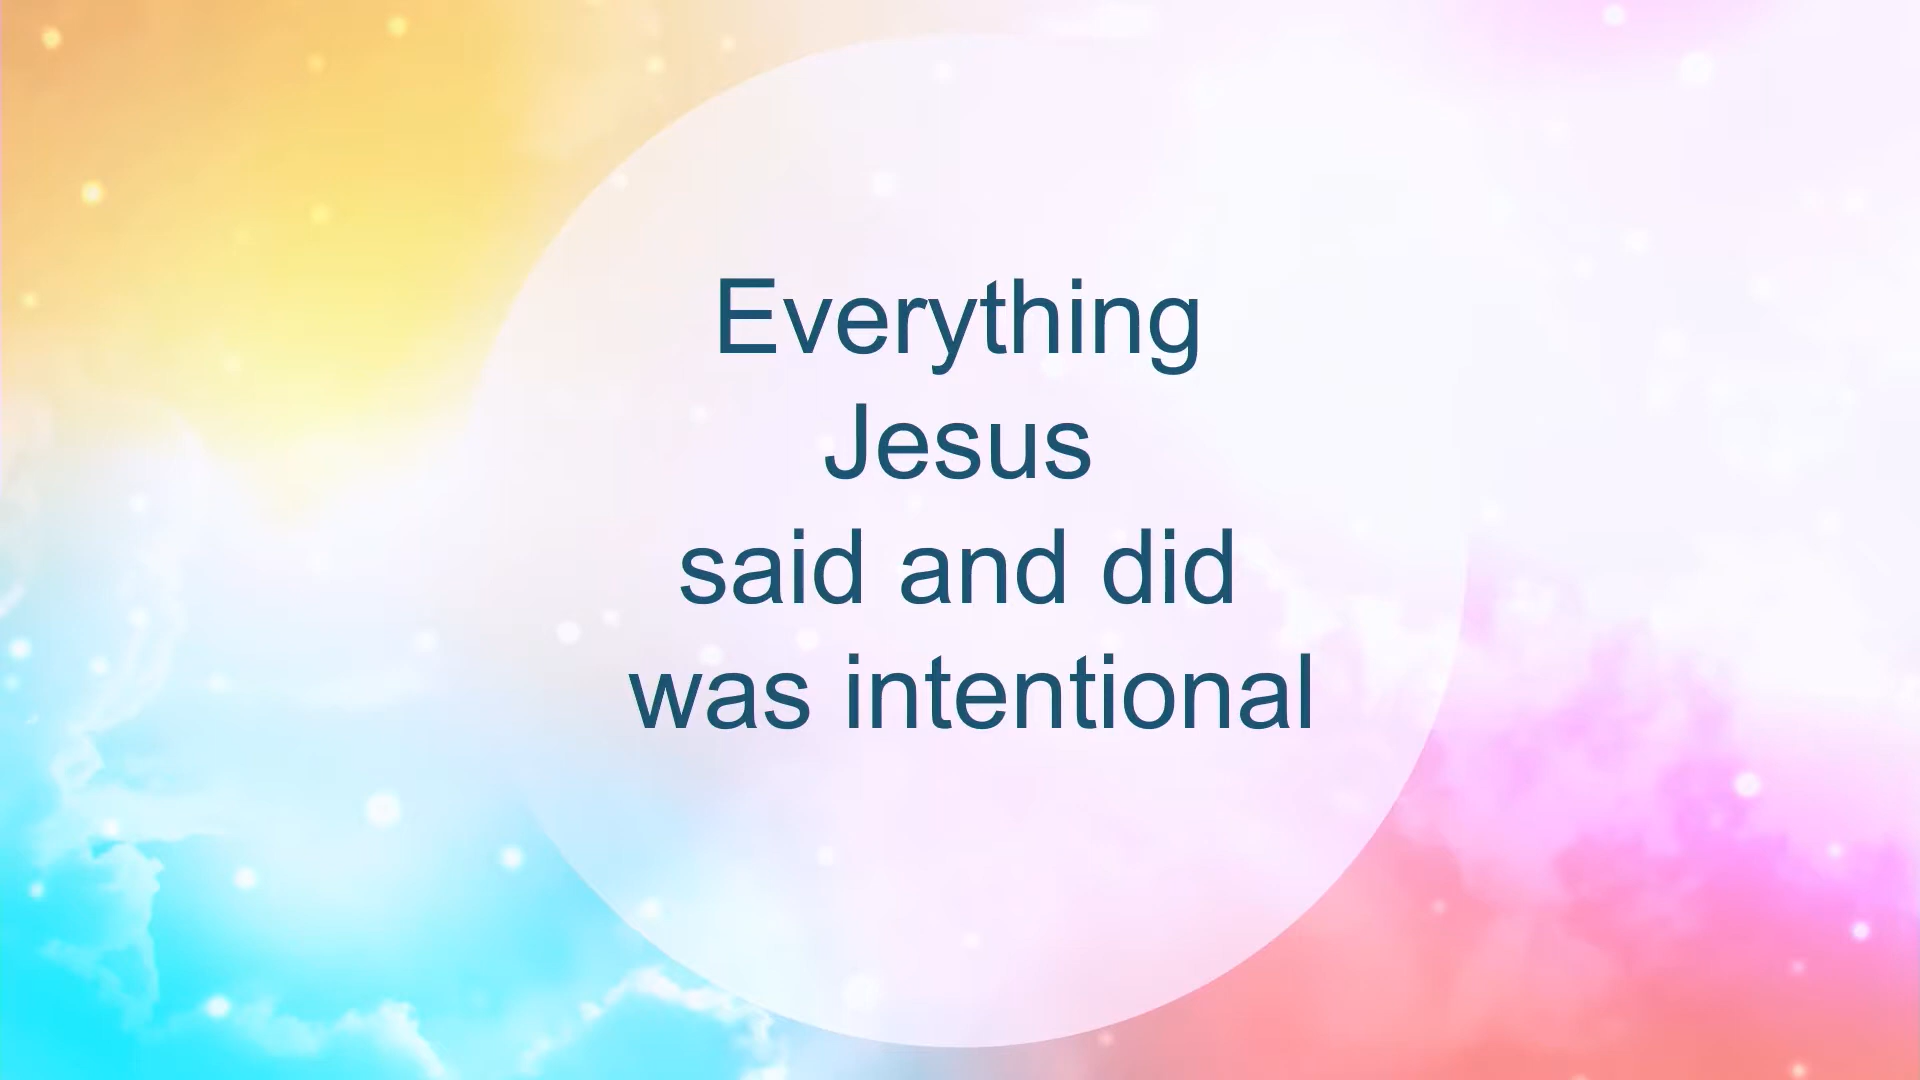 Everything
Jesus
said and did
was intentional